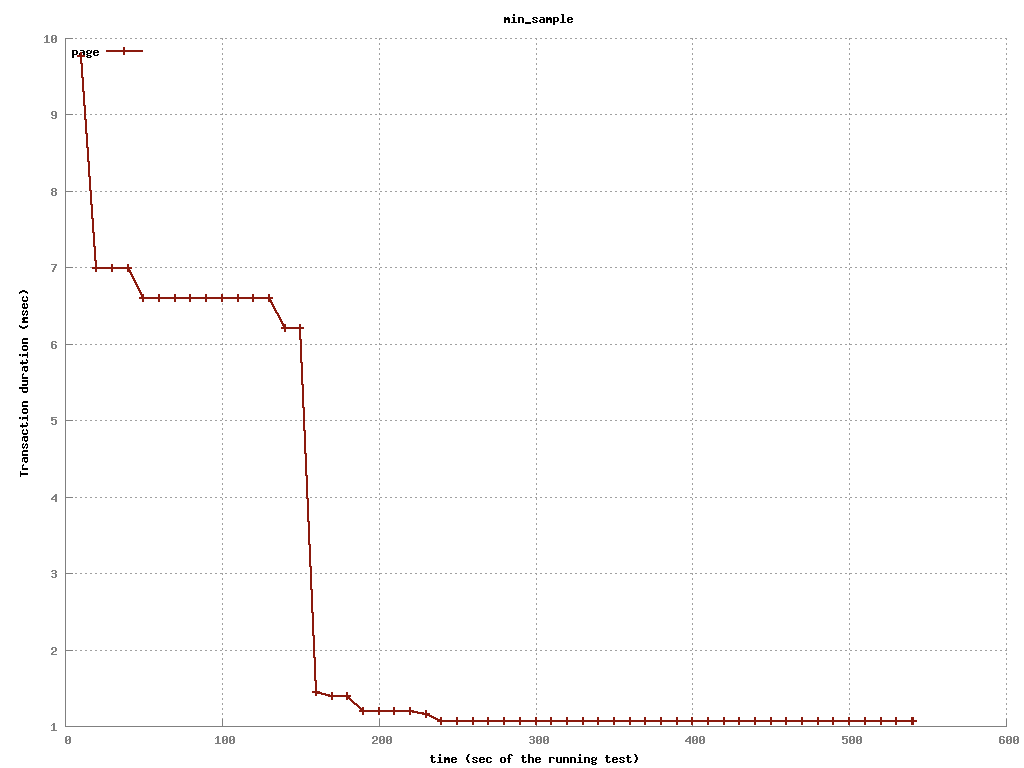 min_sample
page
10
9
8
7
6
5
4
3
2
1
Transaction duration (msec)
0 100 200 300 400 500 600
time (sec of the running test)